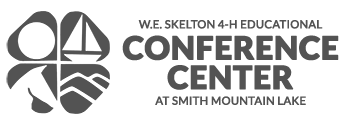 W.E. SKELTON 4-H EDUCATIONAL
CONFERENCE
CENTER
AT SMITH MOUNTAIN LAKE